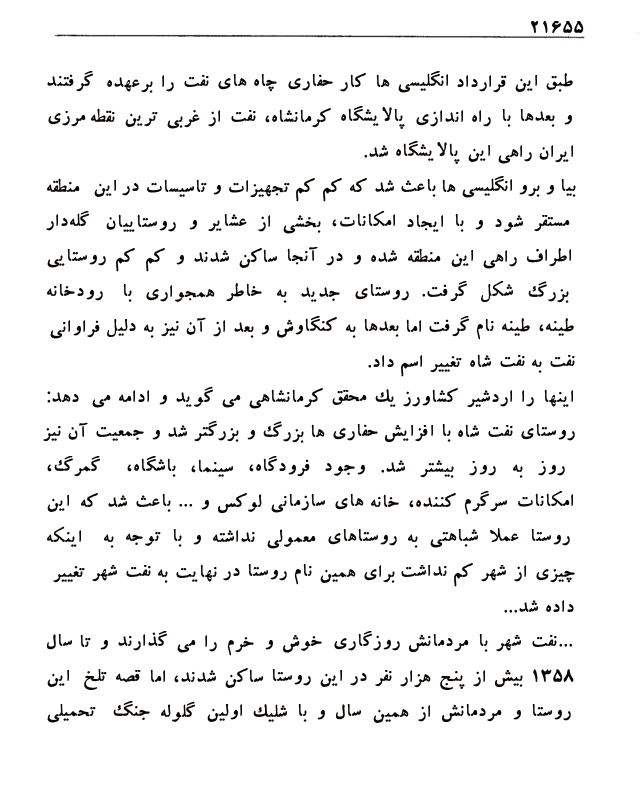 ۲۱۶۵۵
طبق این قرارداد انگلیسی ها کار حفاری چاه های نفت را برعهده گرفتند
و بعدها با راه اندازی پالایشگاه کرمانشاه، نفت از غربی ترین نقطه مرزی
ایران راهی این پالایشگاه شد.
بیا و برو انگلیسی ها باعث شد که کم کم تجهیزات و تاسیسات در این منطقه
مستقر شود و با ایجاد امکانات، بخشی از عشایر و روستاییان گله‌دار
اطراف راهی این منطقه شده و در آنجا ساکن شدند و کم کم روستایی
بزرگ شکل گرفت. روستای جدید به خاطر همجواری با رودخانه
طینه، طینه نام گرفت اما بعدها به کنگاوش و بعد از آن نیز به دلیل فراوانی
نفت به نفت شاه تغییر اسم داد.
اینها را اردشیر کشاورز یك محقق کرمانشاهی می گوید و ادامه می دهد:
روستای نفت شاه با افزایش حفاری ها بزرگ و بزرگتر شد و جمعیت آن نیز
روز به روز بیشتر شد. وجود فرودگاه، سینما، باشگاه، گمرگ،
امکانات سرگرم کننده، خانه های سازمانی لوکس و ... باعث شد که این
روستا عملا شباهتی به روستاهای معمولی نداشته و با توجه به اینکه
چیزی از شهر کم نداشت برای همین نام روستا در نهایت به نفت شهر تغییر
داده شد...
...نفت شهر با مردمانش روزگاری خوش و خرم را می گذارند و تا سال
۱۳۵۸ بیش از پنج هزار نفر در این روستا ساکن شدند، اما قصه تلخ این
روستا و مردمانش از همین سال و با شلیك اولین گلوله جنگ تحمیلی